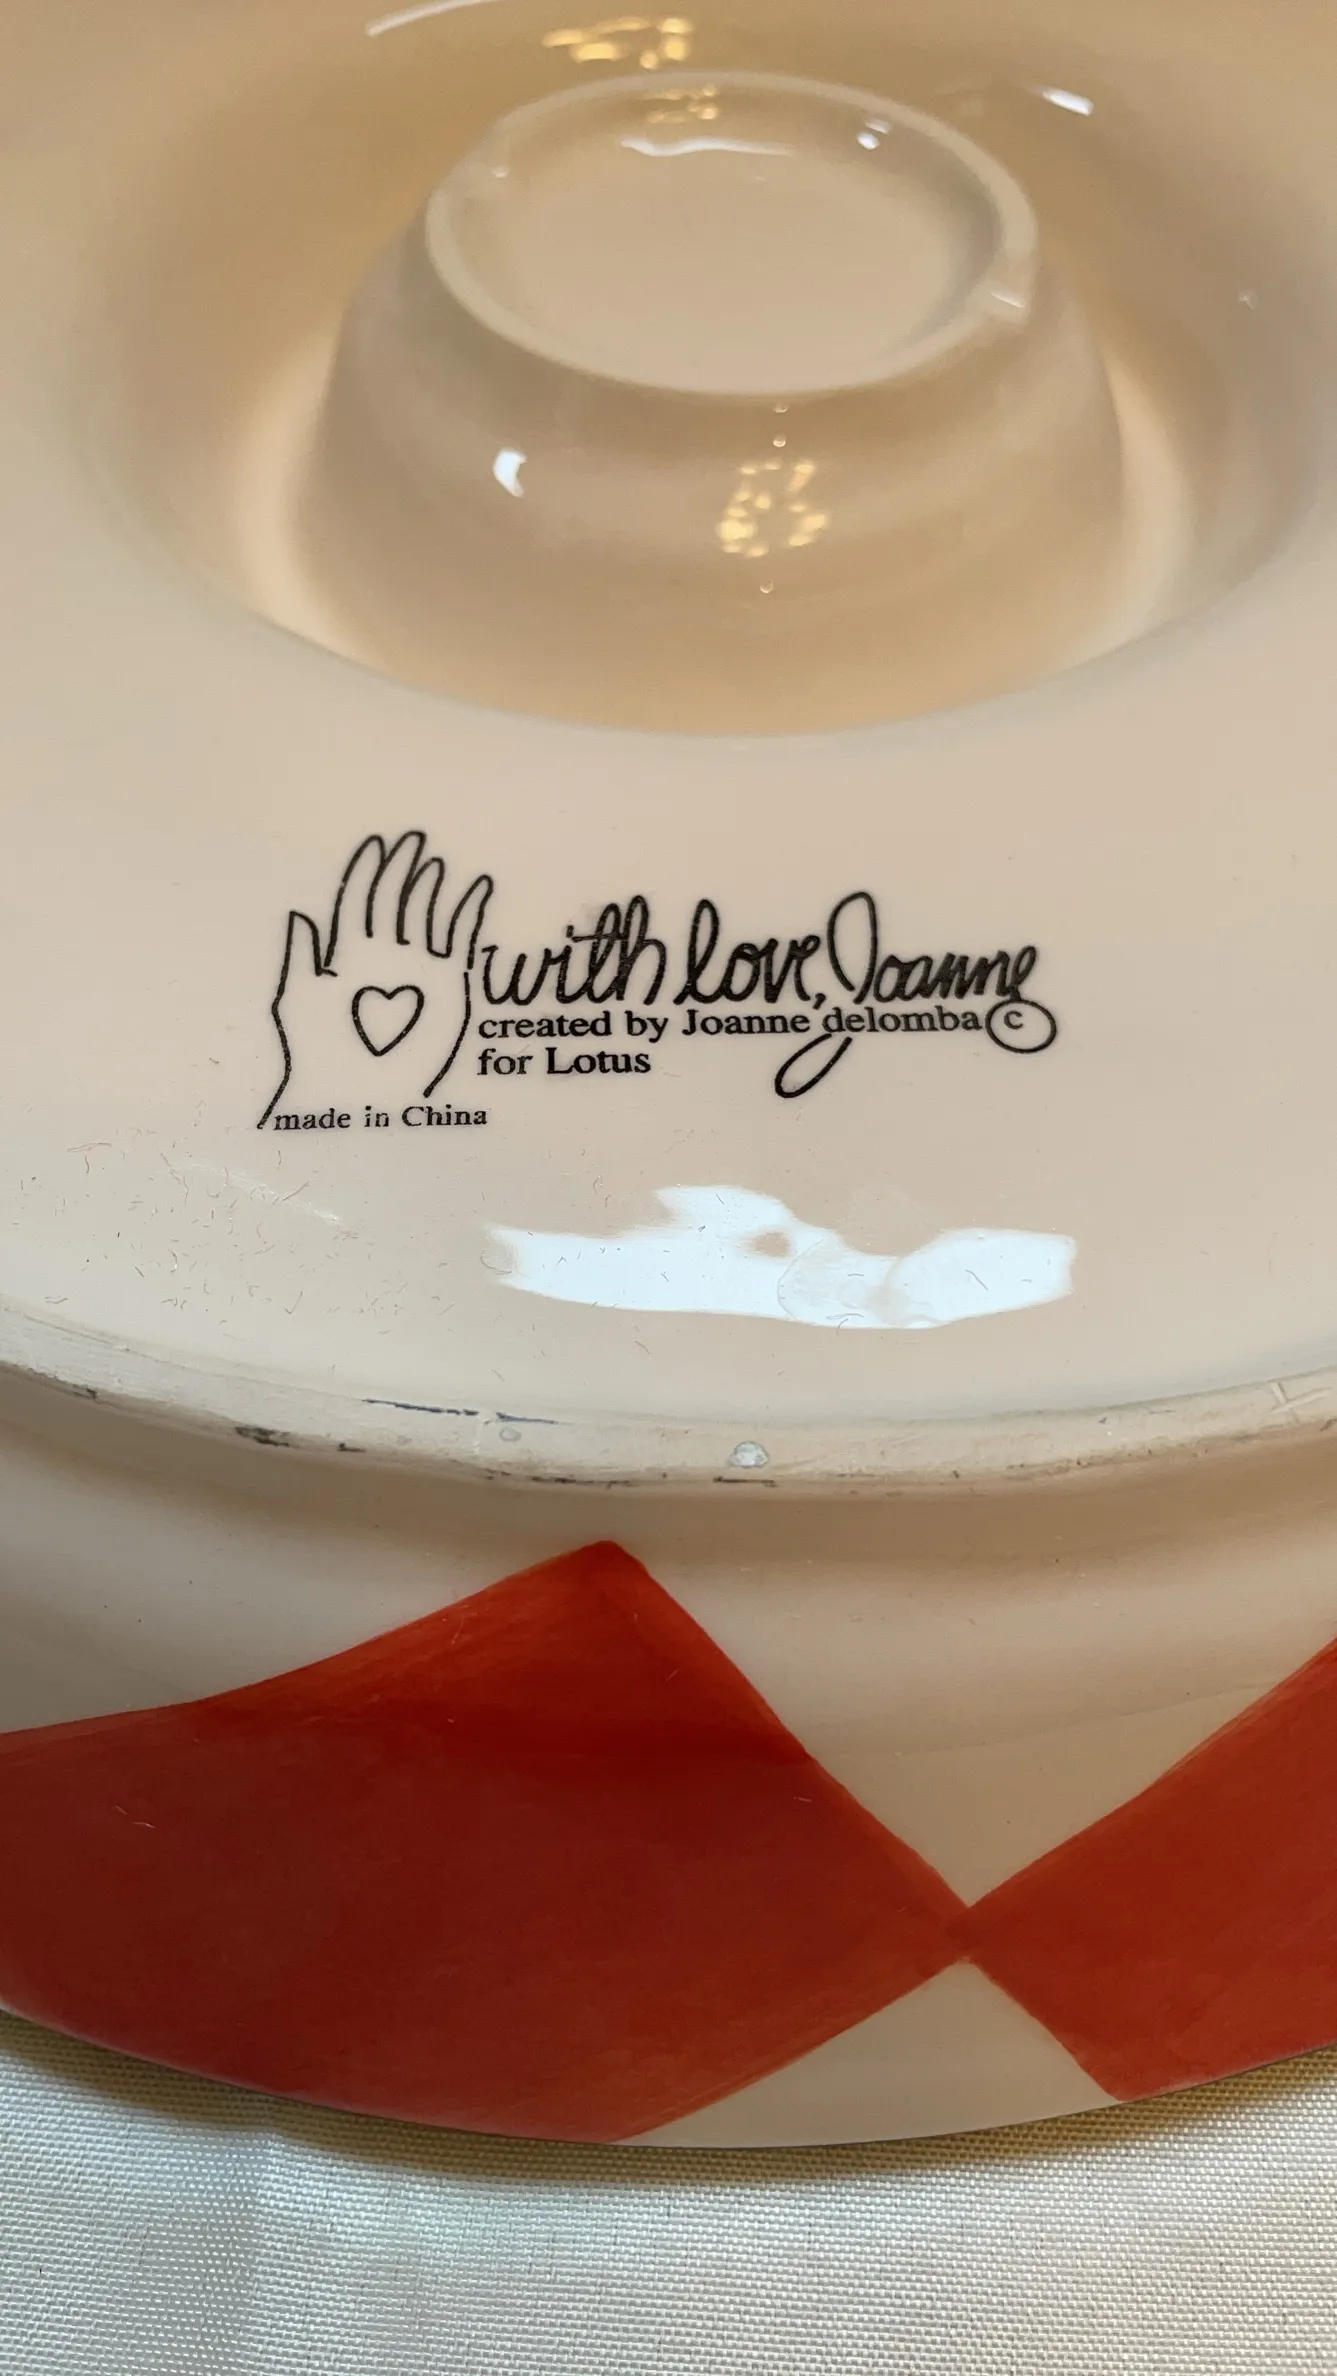 with love, Joanne
created by Joanne delomba ©
for Lotus
made in China